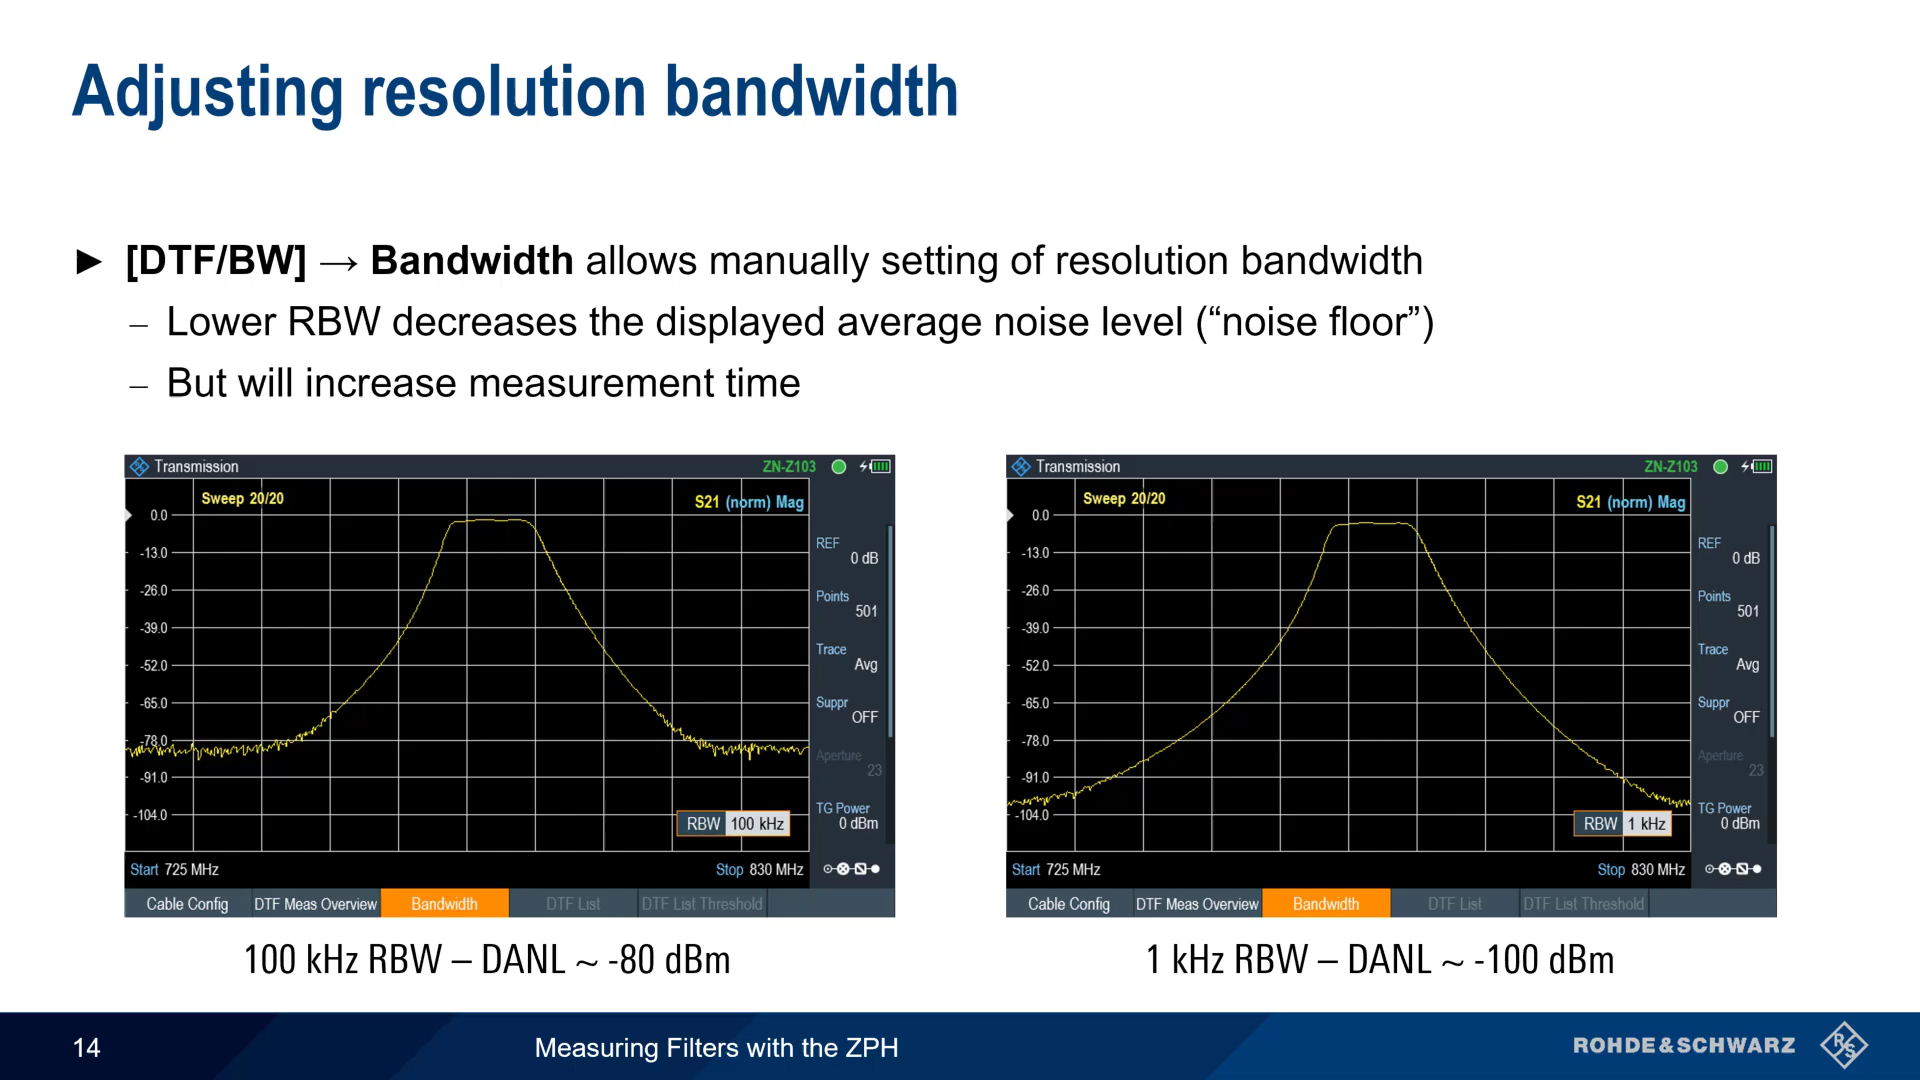 Adjusting resolution bandwidth
► [DTF/BW] → Bandwidth allows manually setting of resolution bandwidth
– Lower RBW decreases the displayed average noise level (“noise floor”)
– But will increase measurement time
Transmission ZN-Z103
Sweep 20/20
S21 (norm) Mag
0.0
-13.0
-26.0
-39.0
-52.0
-65.0
-78.0
-91.0
-104.0
REF
0 dB
Points
501
Trace
Avg
Suppr
OFF
Aperture
23
TG Power
0 dBm
RBW 100 kHz
Start 725 MHz Stop 830 MHz
Cable Config DTF Meas Overview Bandwidth DTF List DTF List Threshold
100 kHz RBW – DANL ~ -80 dBm
Transmission ZN-Z103
Sweep 20/20
S21 (norm) Mag
0.0
-13.0
-26.0
-39.0
-52.0
-65.0
-78.0
-91.0
-104.0
REF
0 dB
Points
501
Trace
Avg
Suppr
OFF
Aperture
23
TG Power
0 dBm
RBW 1 kHz
Start 725 MHz Stop 830 MHz
Cable Config DTF Meas Overview Bandwidth DTF List DTF List Threshold
1 kHz RBW – DANL ~ -100 dBm
14 Measuring Filters with the ZPH ROHDE&SCHWARZ R S